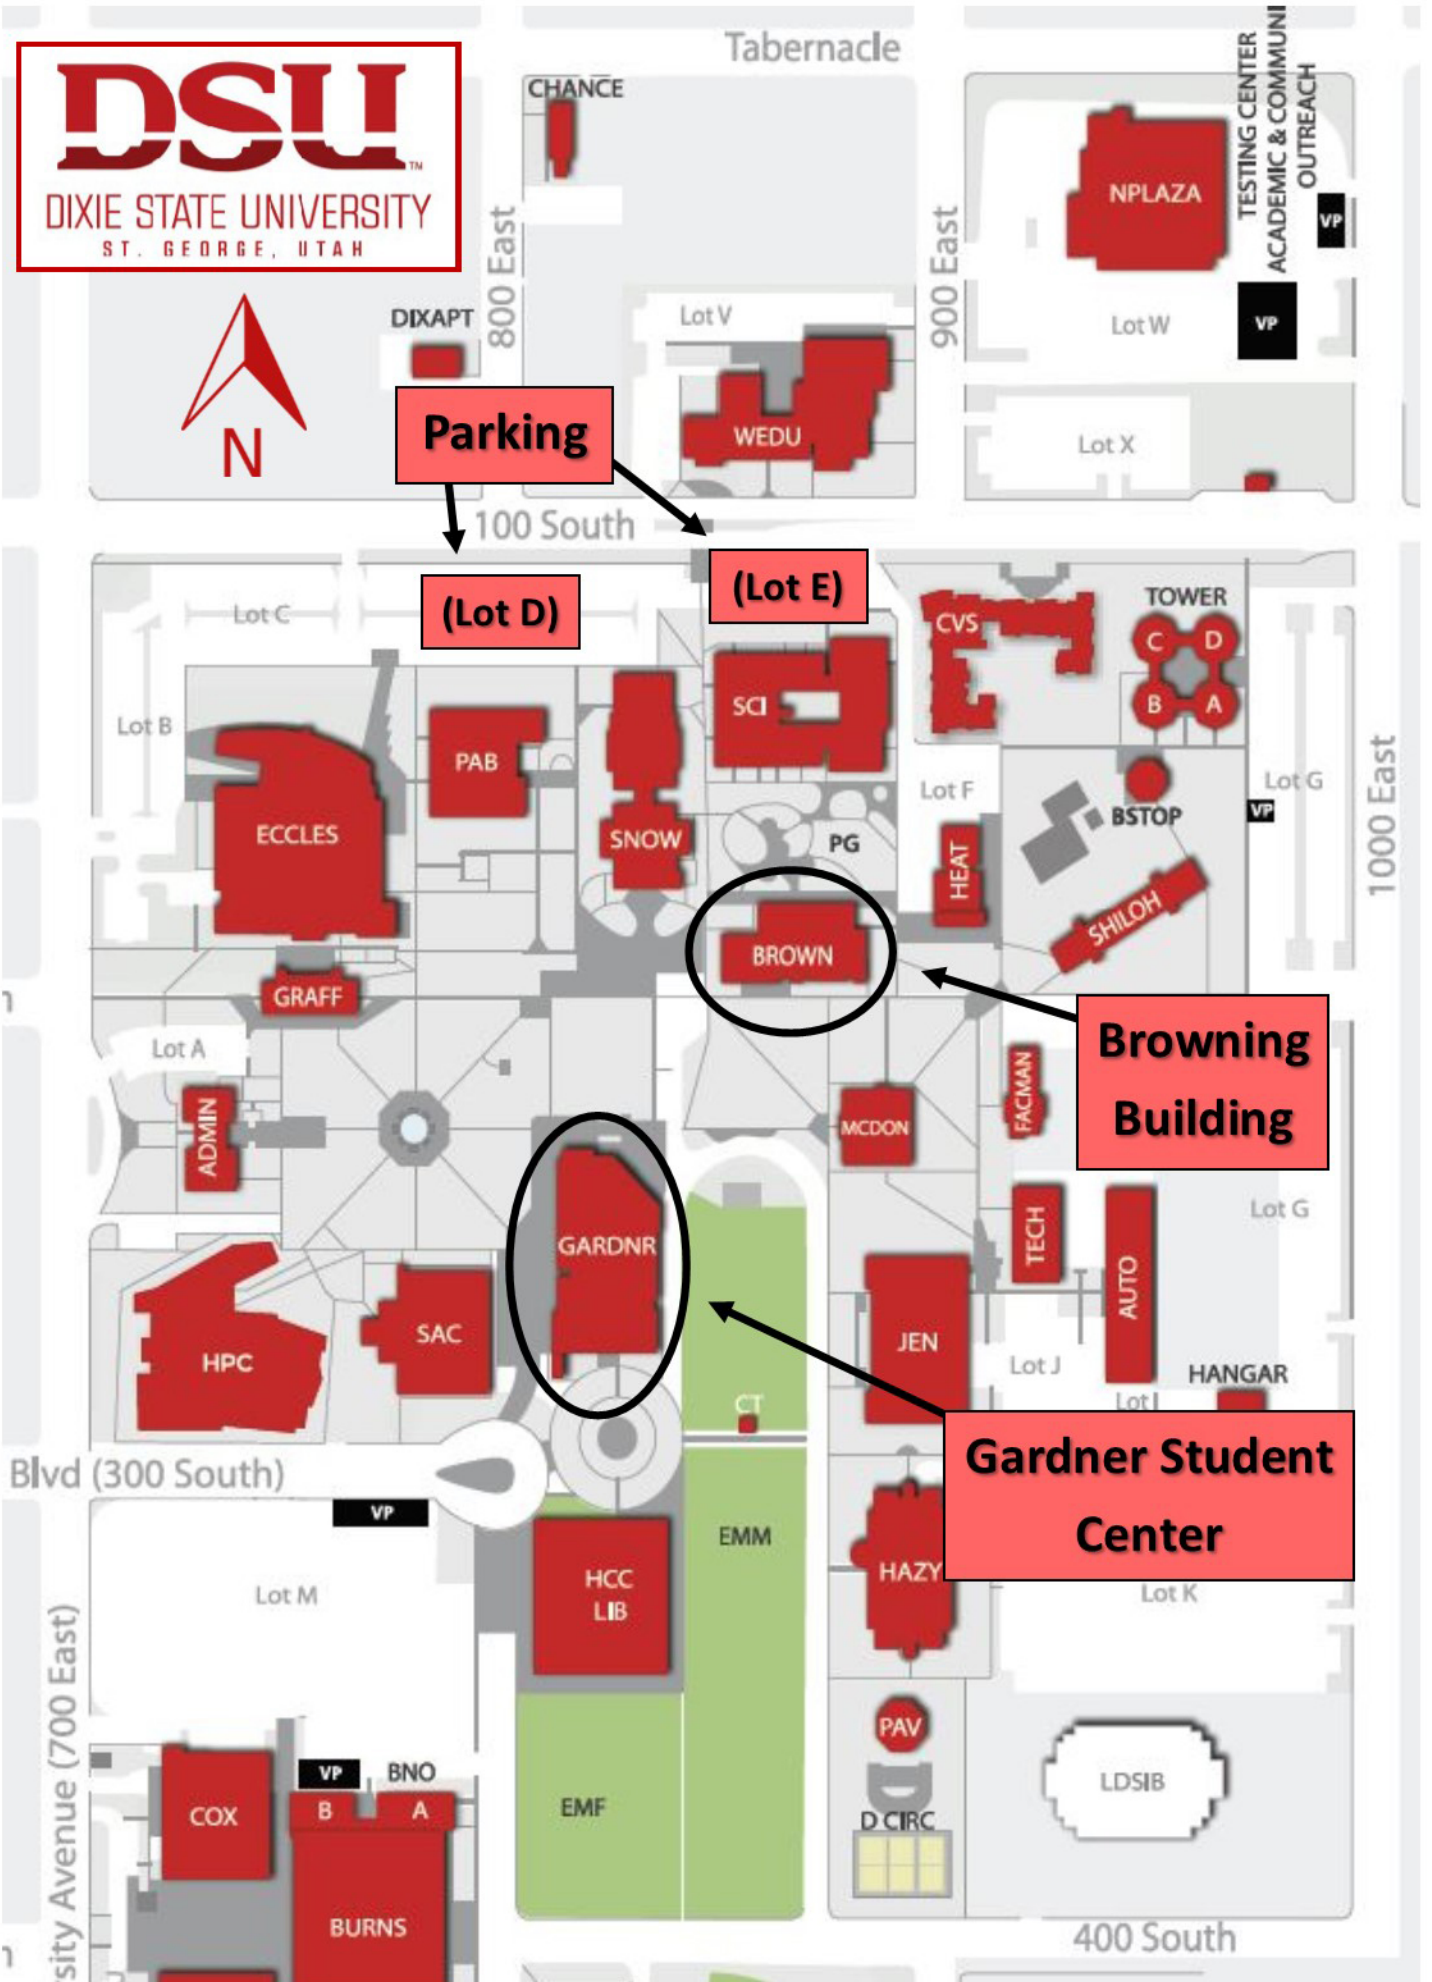 Tabernacle
DSU™
DIXIE STATE UNIVERSITY
ST. GEORGE, UTAH
CHANCE
800 East
900 East
NPLAZA
TESTING CENTER
ACADEMIC & COMMUNI
OUTREACH
VP
VP
Lot V
Lot W
DIXAPT
N
Parking
WEDU
Lot X
100 South
(Lot D)
(Lot E)
Lot C
Lot B
CVS
TOWER
C
D
B
A
SCI
PAB
SNOW
ECCLES
PG
Lot F
HEAT
BSTOP
Lot G
VP
1000 East
SHILOH
BROWN
GRAFF
Browning
Building
Lot A
ADMIN
MCDON
FACMAN
TECH
AUTO
Lot G
GARDNR
HPC
SAC
JEN
Lot J
HANGAR
Lot I
CT
Gardner Student
Center
Blvd (300 South)
VP
Lot M
HCC
LIB
EMM
HAZY
Lot K
PAV
D CIRC
LDSIB
EMF
VP
BNO
B
A
COX
BURNS
rsity Avenue (700 East)
400 South